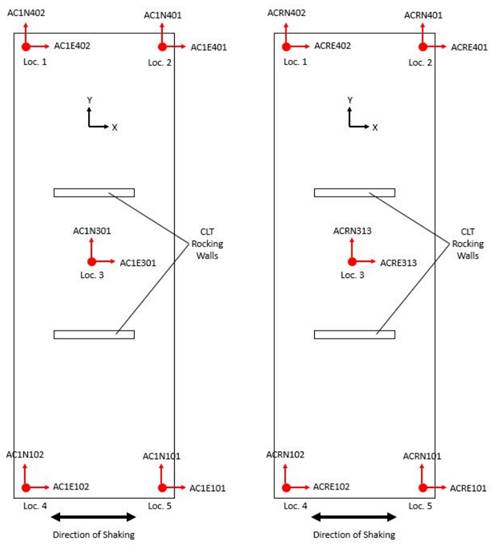 AC1N402
AC1N401
ACRN402
ACRN401
AC1E402
AC1E401
ACRE402
ACRE401
Loc. 1
Loc. 2
Loc. 1
Loc. 2
Y
X
Y
X
AC1N301
CLT
Rocking
Walls
ACRN313
CLT
Rocking
Walls
AC1E301
ACRE313
Loc. 3
Loc. 3
AC1N102
AC1N101
ACRN102
ACRN101
AC1E102
AC1E101
ACRE102
ACRE101
Loc. 4
Loc. 5
Loc. 4
Loc. 5
Direction of Shaking
Direction of Shaking